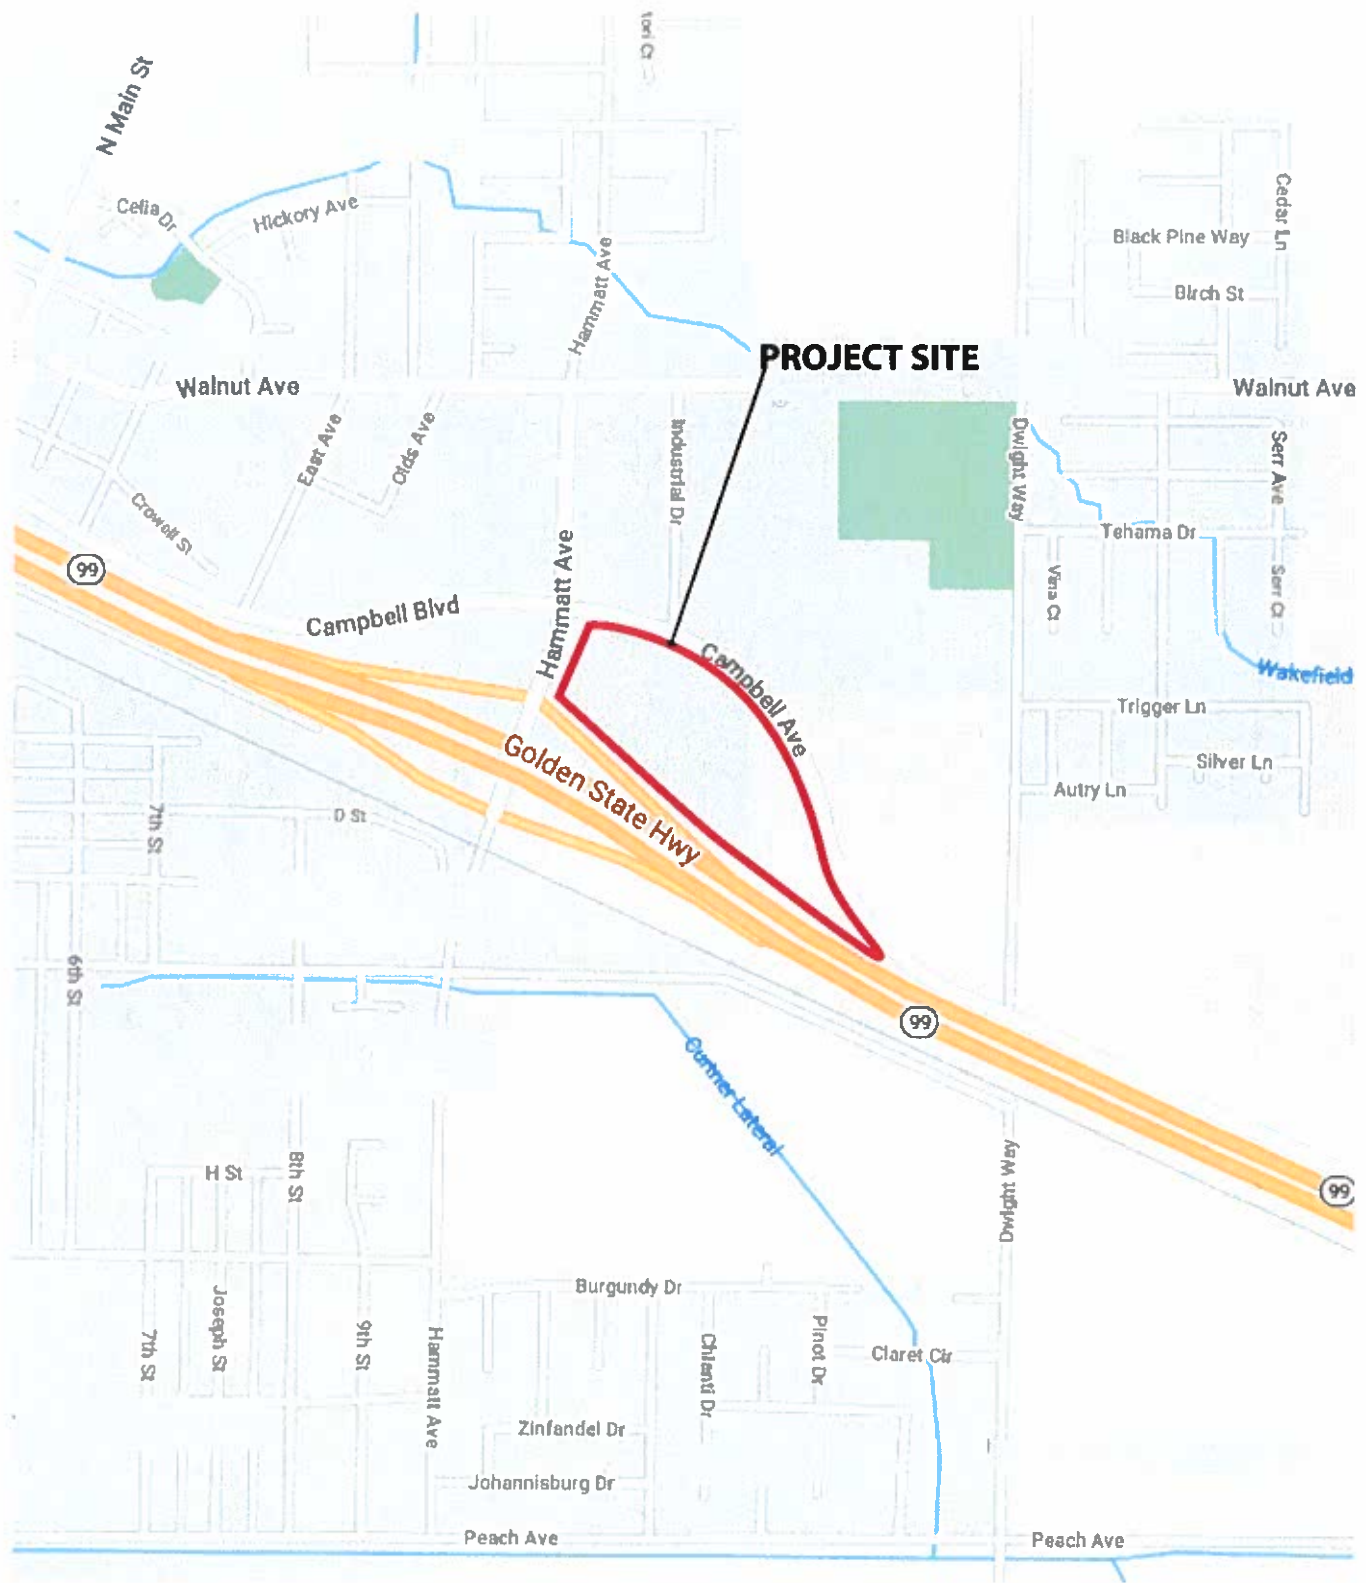 tori Ct
N Main St
Celia Dr
Hickory Ave
Cedar Ln
Black Pine Way
Birch St
Hammatt Ave
PROJECT SITE
Walnut Ave
Walnut Ave
East Ave
Olds Ave
Industrial Dr
Dwight Way
Serr Ave
Crowell St
Tehama Dr
99
Vina Ct
Serr Ct
Campbell Blvd
Hammatt Ave
Campbell Ave
Wakefield
Trigger Ln
Silver Ln
Autry Ln
Golden State Hwy
7th St
D St
6th St
99
Curtner Lateral
H St
8th St
Dwight Way
99
Burgundy Dr
Joseph St
7th St
9th St
Hammatt Ave
Chianti Dr
Pinot Dr
Claret Cir
Zinfandel Dr
Johannisburg Dr
Peach Ave
Peach Ave